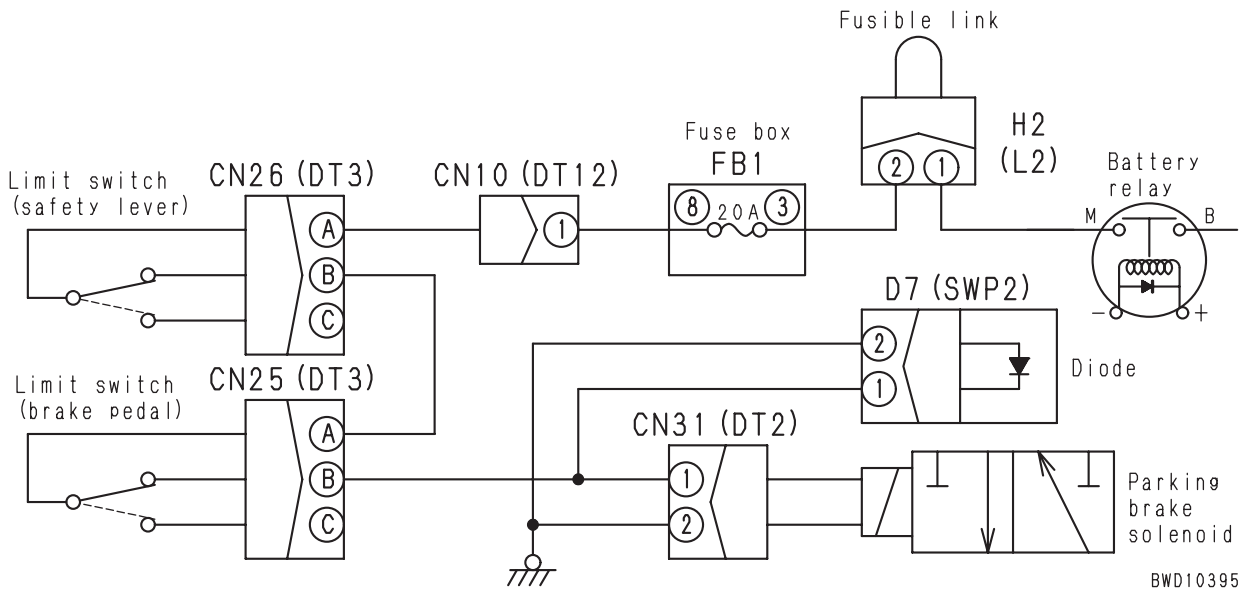 Fusible link
H2
(L2)
2
1
Fuse box
FB1
8
20A
3
Battery
relay
M
B
-
+
CN10 (DT12)
1
CN26 (DT3)
Limit switch
(safety lever)
A
B
C
D7 (SWP2)
2
1
Diode
CN25 (DT3)
Limit switch
(brake pedal)
A
B
C
CN31 (DT2)
1
2
Parking
brake
solenoid
BWD10395